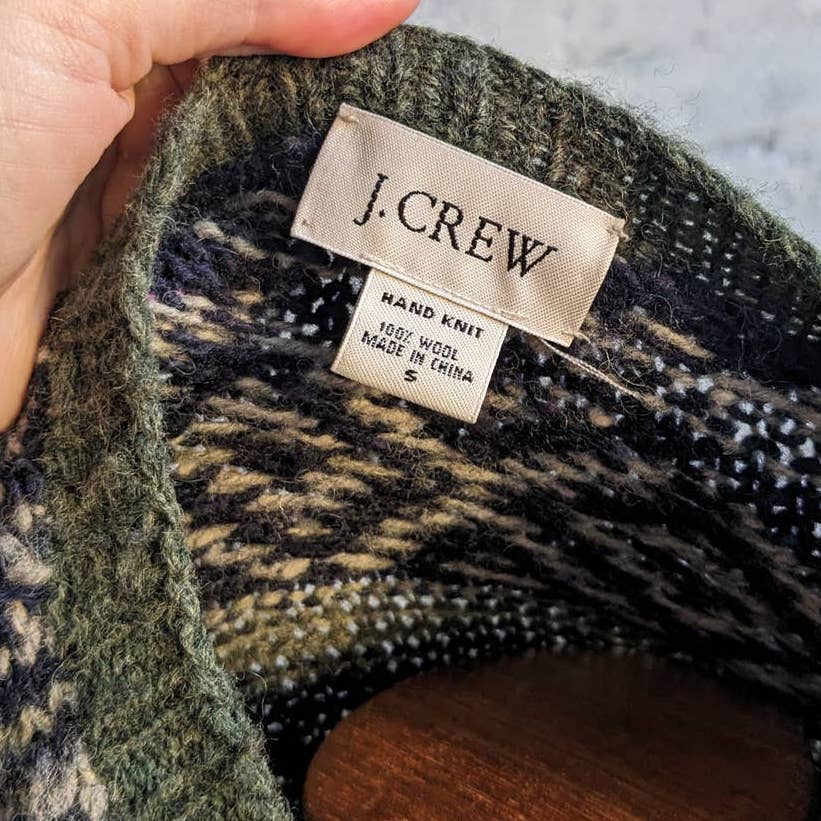 J. CREW
HAND KNIT
100% WOOL
MADE IN CHINA
S